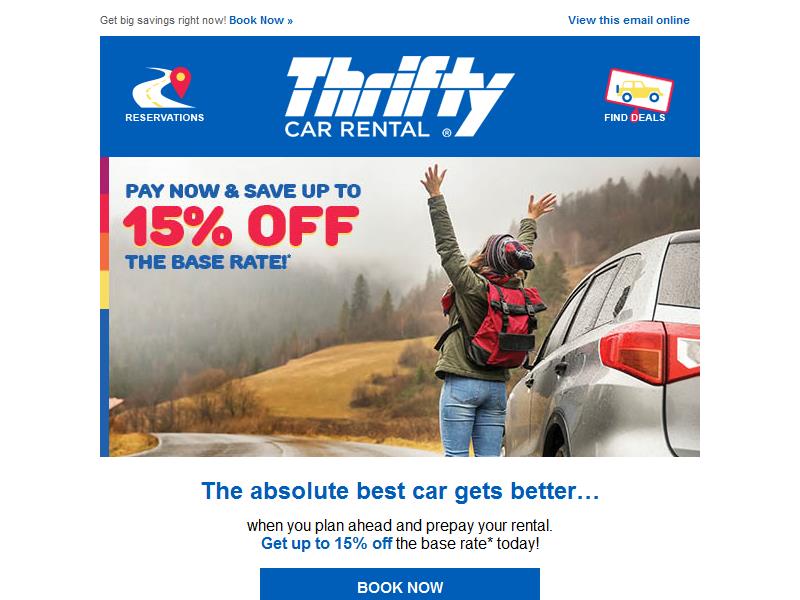 Get big savings right now! Book Now »
View this email online
RESERVATIONS
Thrifty
CAR RENTAL ®
FIND DEALS
PAY NOW & SAVE UP TO
15% OFF
THE BASE RATE!*
The absolute best car gets better…
when you plan ahead and prepay your rental.
Get up to 15% off the base rate* today!
BOOK NOW